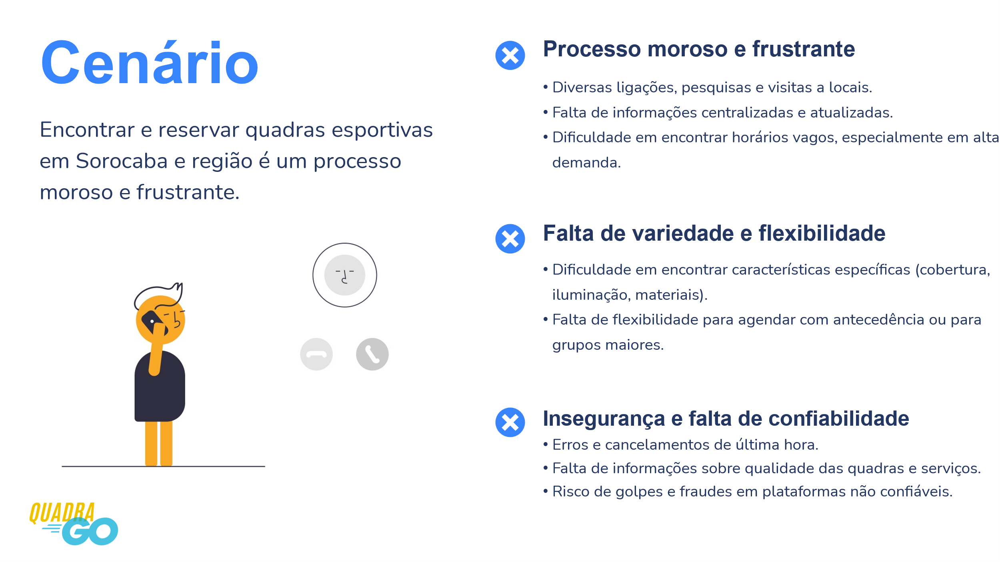 Cenário
Encontrar e reservar quadras esportivas
em Sorocaba e região é um processo
moroso e frustrante.
Processo moroso e frustrante
• Diversas ligações, pesquisas e visitas a locais.
• Falta de informações centralizadas e atualizadas.
• Dificuldade em encontrar horários vagos, especialmente em alta
demanda.
Falta de variedade e flexibilidade
• Dificuldade em encontrar características específicas (cobertura,
iluminação, materiais).
• Falta de flexibilidade para agendar com antecedência ou para
grupos maiores.
Insegurança e falta de confiabilidade
• Erros e cancelamentos de última hora.
• Falta de informações sobre qualidade das quadras e serviços.
• Risco de golpes e fraudes em plataformas não confiáveis.
QUADRA
GO